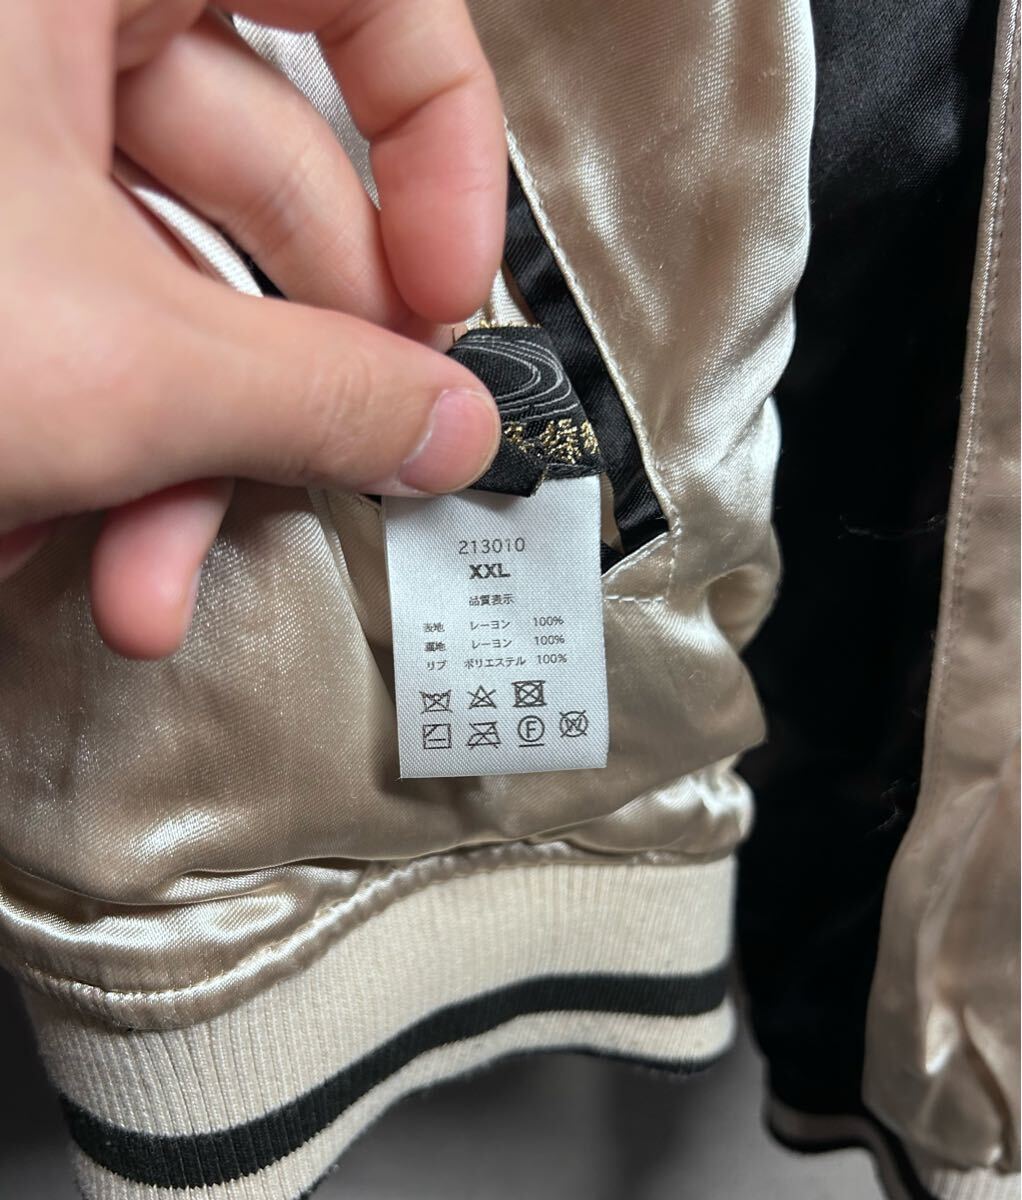 213010
XXL
品質表示
表地 レーヨン 100%
裏地 レーヨン 100%
リブ ポリエステル 100%
F
W